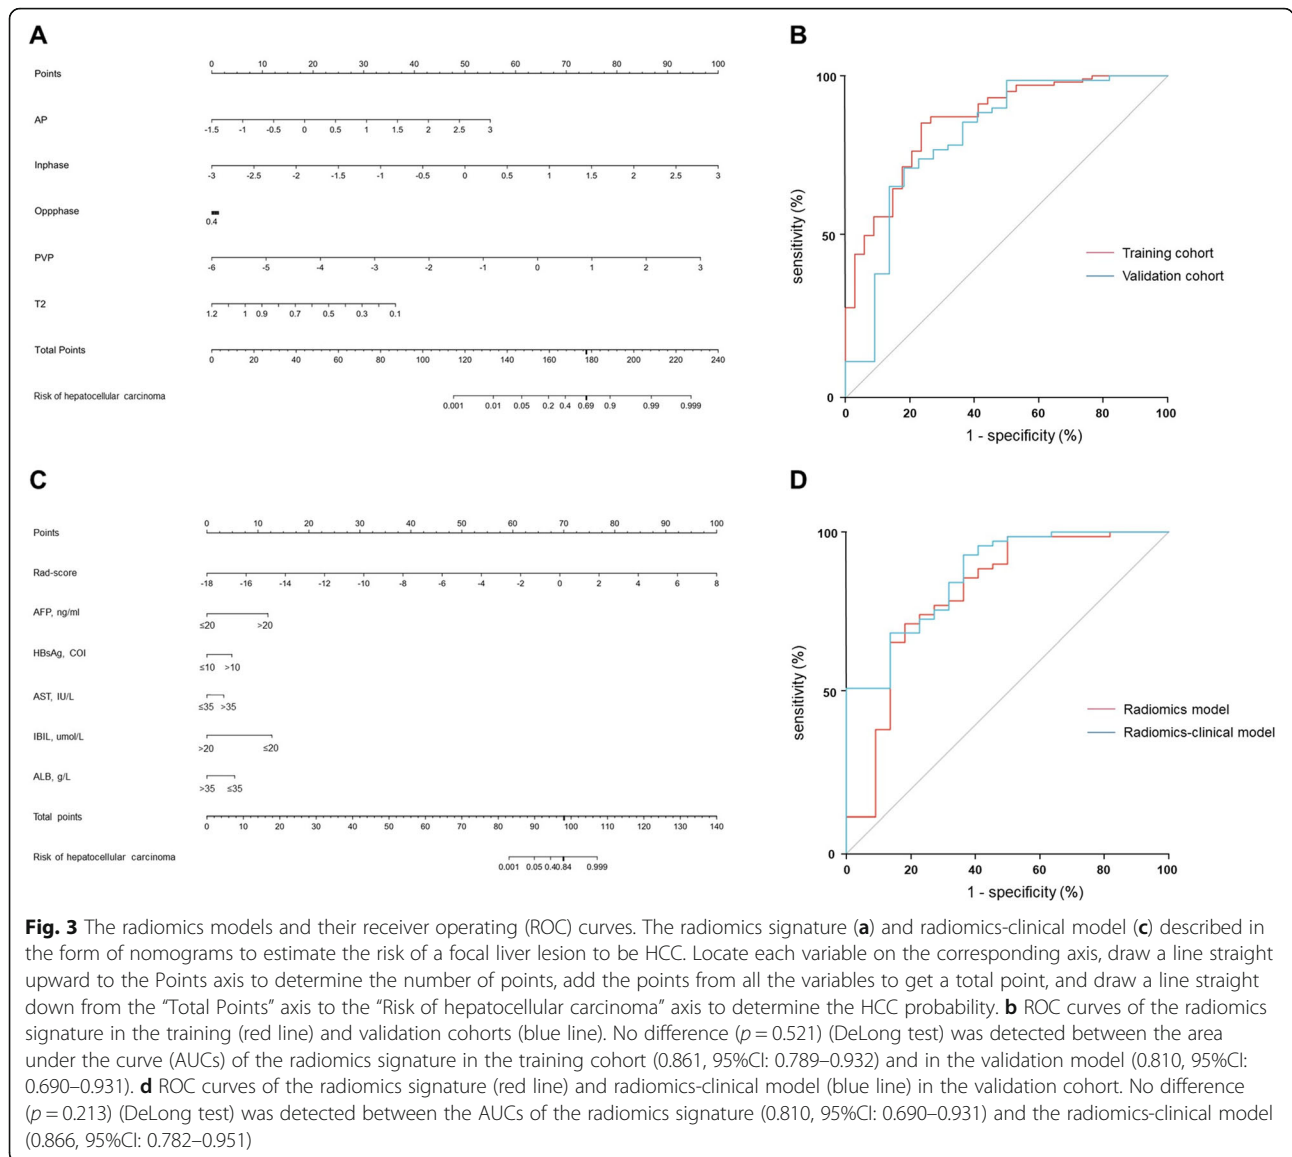 A
Points
0 10 20 30 40 50 60 70 80 90 100
AP
-1.5 -1 -0.5 0 0.5 1 1.5 2 2.5 3
Inphase
-3 -2.5 -2 -1.5 -1 -0.5 0 0.5 1 1.5 2 2.5 3
Oppphase
0.4
PVP
-6 -5 -4 -3 -2 -1 0 1 2 3
T2
1.2 1 0.9 0.7 0.5 0.3 0.1
Total Points
0 20 40 60 80 100 120 140 160 180 200 220 240
Risk of hepatocellular carcinoma
0.001 0.01 0.05 0.2 0.4 0.69 0.9 0.99 0.999
B
sensitivity (%)
100
50
0
0 20 40 60 80 100
1 - specificity (%)
Training cohort
Validation cohort
C
Points
0 10 20 30 40 50 60 70 80 90 100
Rad-score
-18 -16 -14 -12 -10 -8 -6 -4 -2 0 2 4 6 8
AFP, ng/ml
≤20 >20
HBsAg, COI
≤10 >10
AST, IU/L
≤35 >35
IBIL, umol/L
>20 ≤20
ALB, g/L
>35 ≤35
Total points
0 10 20 30 40 50 60 70 80 90 100 110 120 130 140
Risk of hepatocellular carcinoma
0.001 0.05 0.40.84 0.999
D
sensitivity (%)
100
50
0
0 20 40 60 80 100
1 - specificity (%)
Radiomics model
Radiomics-clinical model
Fig. 3 The radiomics models and their receiver operating (ROC) curves. The radiomics signature (a) and radiomics-clinical model (c) described in
the form of nomograms to estimate the risk of a focal liver lesion to be HCC. Locate each variable on the corresponding axis, draw a line straight
upward to the Points axis to determine the number of points, add the points from all the variables to get a total point, and draw a line straight
down from the “Total Points” axis to the “Risk of hepatocellular carcinoma” axis to determine the HCC probability. b ROC curves of the radiomics
signature in the training (red line) and validation cohorts (blue line). No difference (p = 0.521) (DeLong test) was detected between the area
under the curve (AUCs) of the radiomics signature in the training cohort (0.861, 95%CI: 0.789–0.932) and in the validation model (0.810, 95%CI:
0.690–0.931). d ROC curves of the radiomics signature (red line) and radiomics-clinical model (blue line) in the validation cohort. No difference
(p = 0.213) (DeLong test) was detected between the AUCs of the radiomics signature (0.810, 95%CI: 0.690–0.931) and the radiomics-clinical model
(0.866, 95%CI: 0.782–0.951)